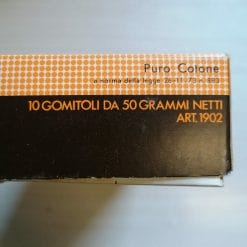 Puro Cotone
a norma della legge 26-11-73 n. 883
10 GOMITOLI DA 50 GRAMMI NETTI
ART. 1902